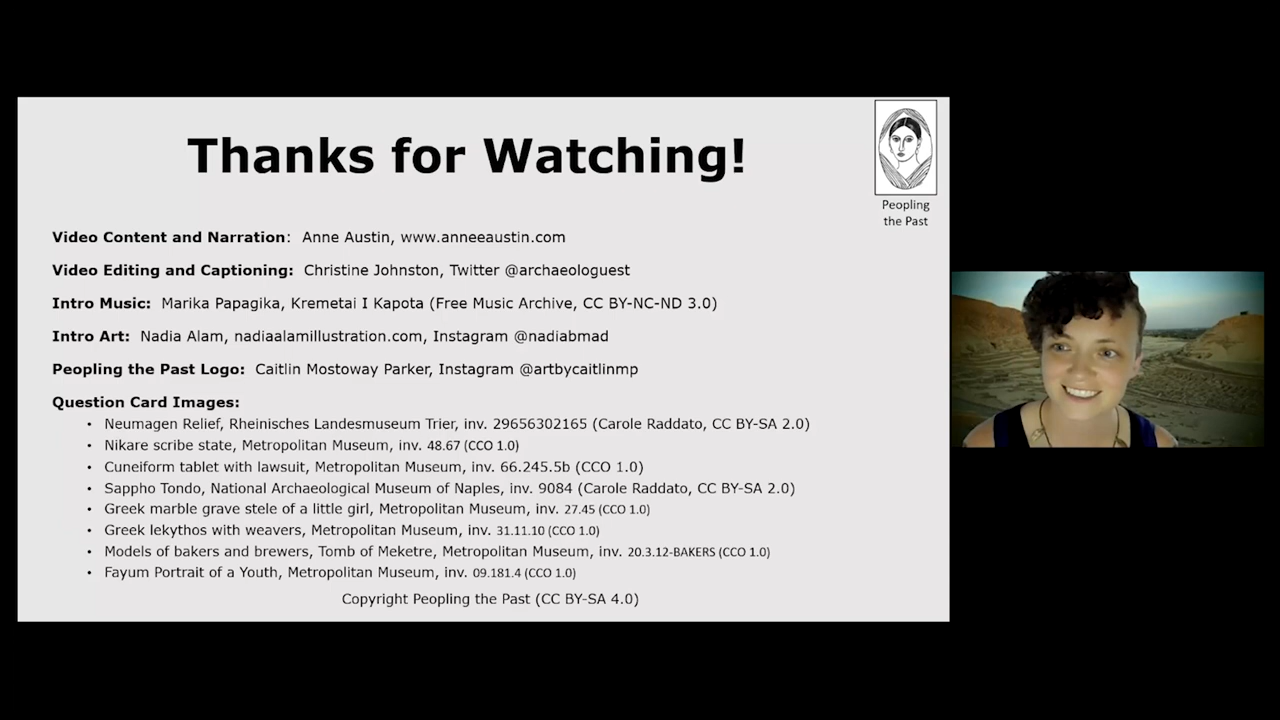 Thanks for Watching!
Peopling
the Past
Video Content and Narration: Anne Austin, www.anneeaustin.com
Video Editing and Captioning: Christine Johnston, Twitter @archaeologuest
Intro Music: Marika Papagika, Kremetai I Kapota (Free Music Archive, CC BY-NC-ND 3.0)
Intro Art: Nadia Alam, nadiaalamillustration.com, Instagram @nadiabmad
Peopling the Past Logo: Caitlin Mostoway Parker, Instagram @artbycaitlinmp
Question Card Images:
• Neumagen Relief, Rheinisches Landesmuseum Trier, inv. 29656302165 (Carole Raddato, CC BY-SA 2.0)
• Nikare scribe state, Metropolitan Museum, inv. 48.67 (CCO 1.0)
• Cuneiform tablet with lawsuit, Metropolitan Museum, inv. 66.245.5b (CCO 1.0)
• Sappho Tondo, National Archaeological Museum of Naples, inv. 9084 (Carole Raddato, CC BY-SA 2.0)
• Greek marble grave stele of a little girl, Metropolitan Museum, inv. 27.45 (CCO 1.0)
• Greek lekythos with weavers, Metropolitan Museum, inv. 31.11.10 (CCO 1.0)
• Models of bakers and brewers, Tomb of Meketre, Metropolitan Museum, inv. 20.3.12-BAKERS (CCO 1.0)
• Fayum Portrait of a Youth, Metropolitan Museum, inv. 09.181.4 (CCO 1.0)
Copyright Peopling the Past (CC BY-SA 4.0)